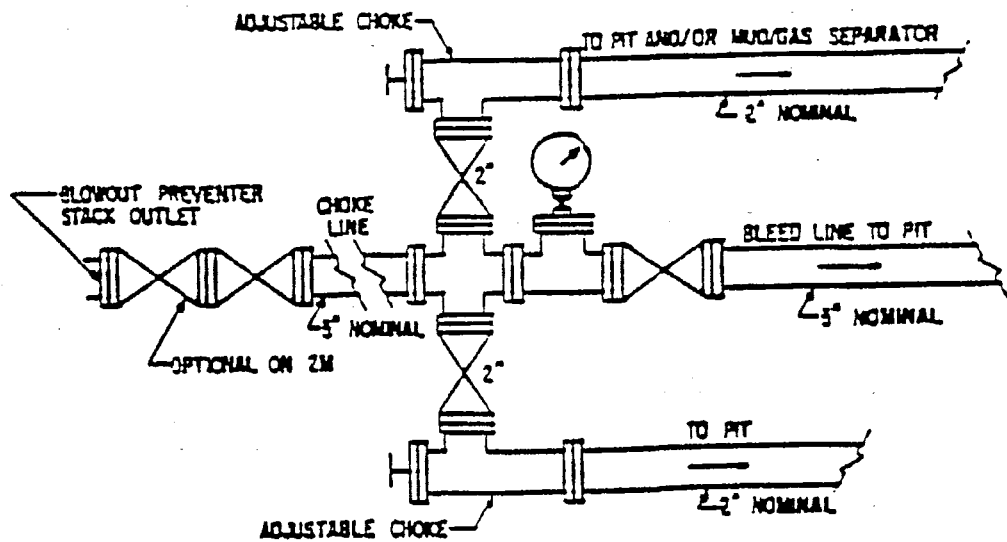 ADJUSTABLE CHOKE
TO PIT AND/OR MUD/GAS SEPARATOR
2" NOMINAL
2"
BLOWOUT PREVENTER
STACK OUTLET
CHOKE
LINE
BLEED LINE TO PIT
3" NOMINAL
3" NOMINAL
OPTIONAL ON 2M
2"
TO PIT
2" NOMINAL
ADJUSTABLE CHOKE